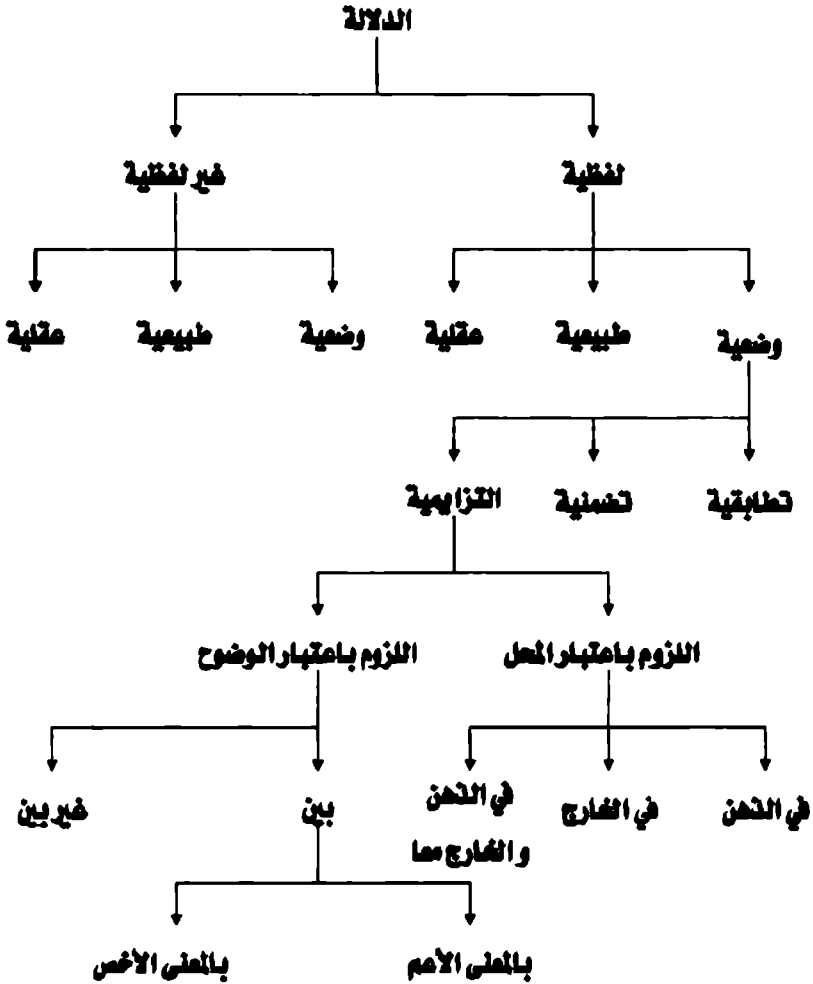 الدلالة
لفظية
غير لفظية
وضعية
طبيعية
عقلية
وضعية
طبيعية
عقلية
تطابقية
تضمنية
التزايمية
اللزوم باعتبار المحل
اللزوم باعتبار الوضوح
في الذهن
في الخارج
في الذهن
والخارج معا
بين
غير بين
بالمعنى الأعم
بالمعنى الأخص